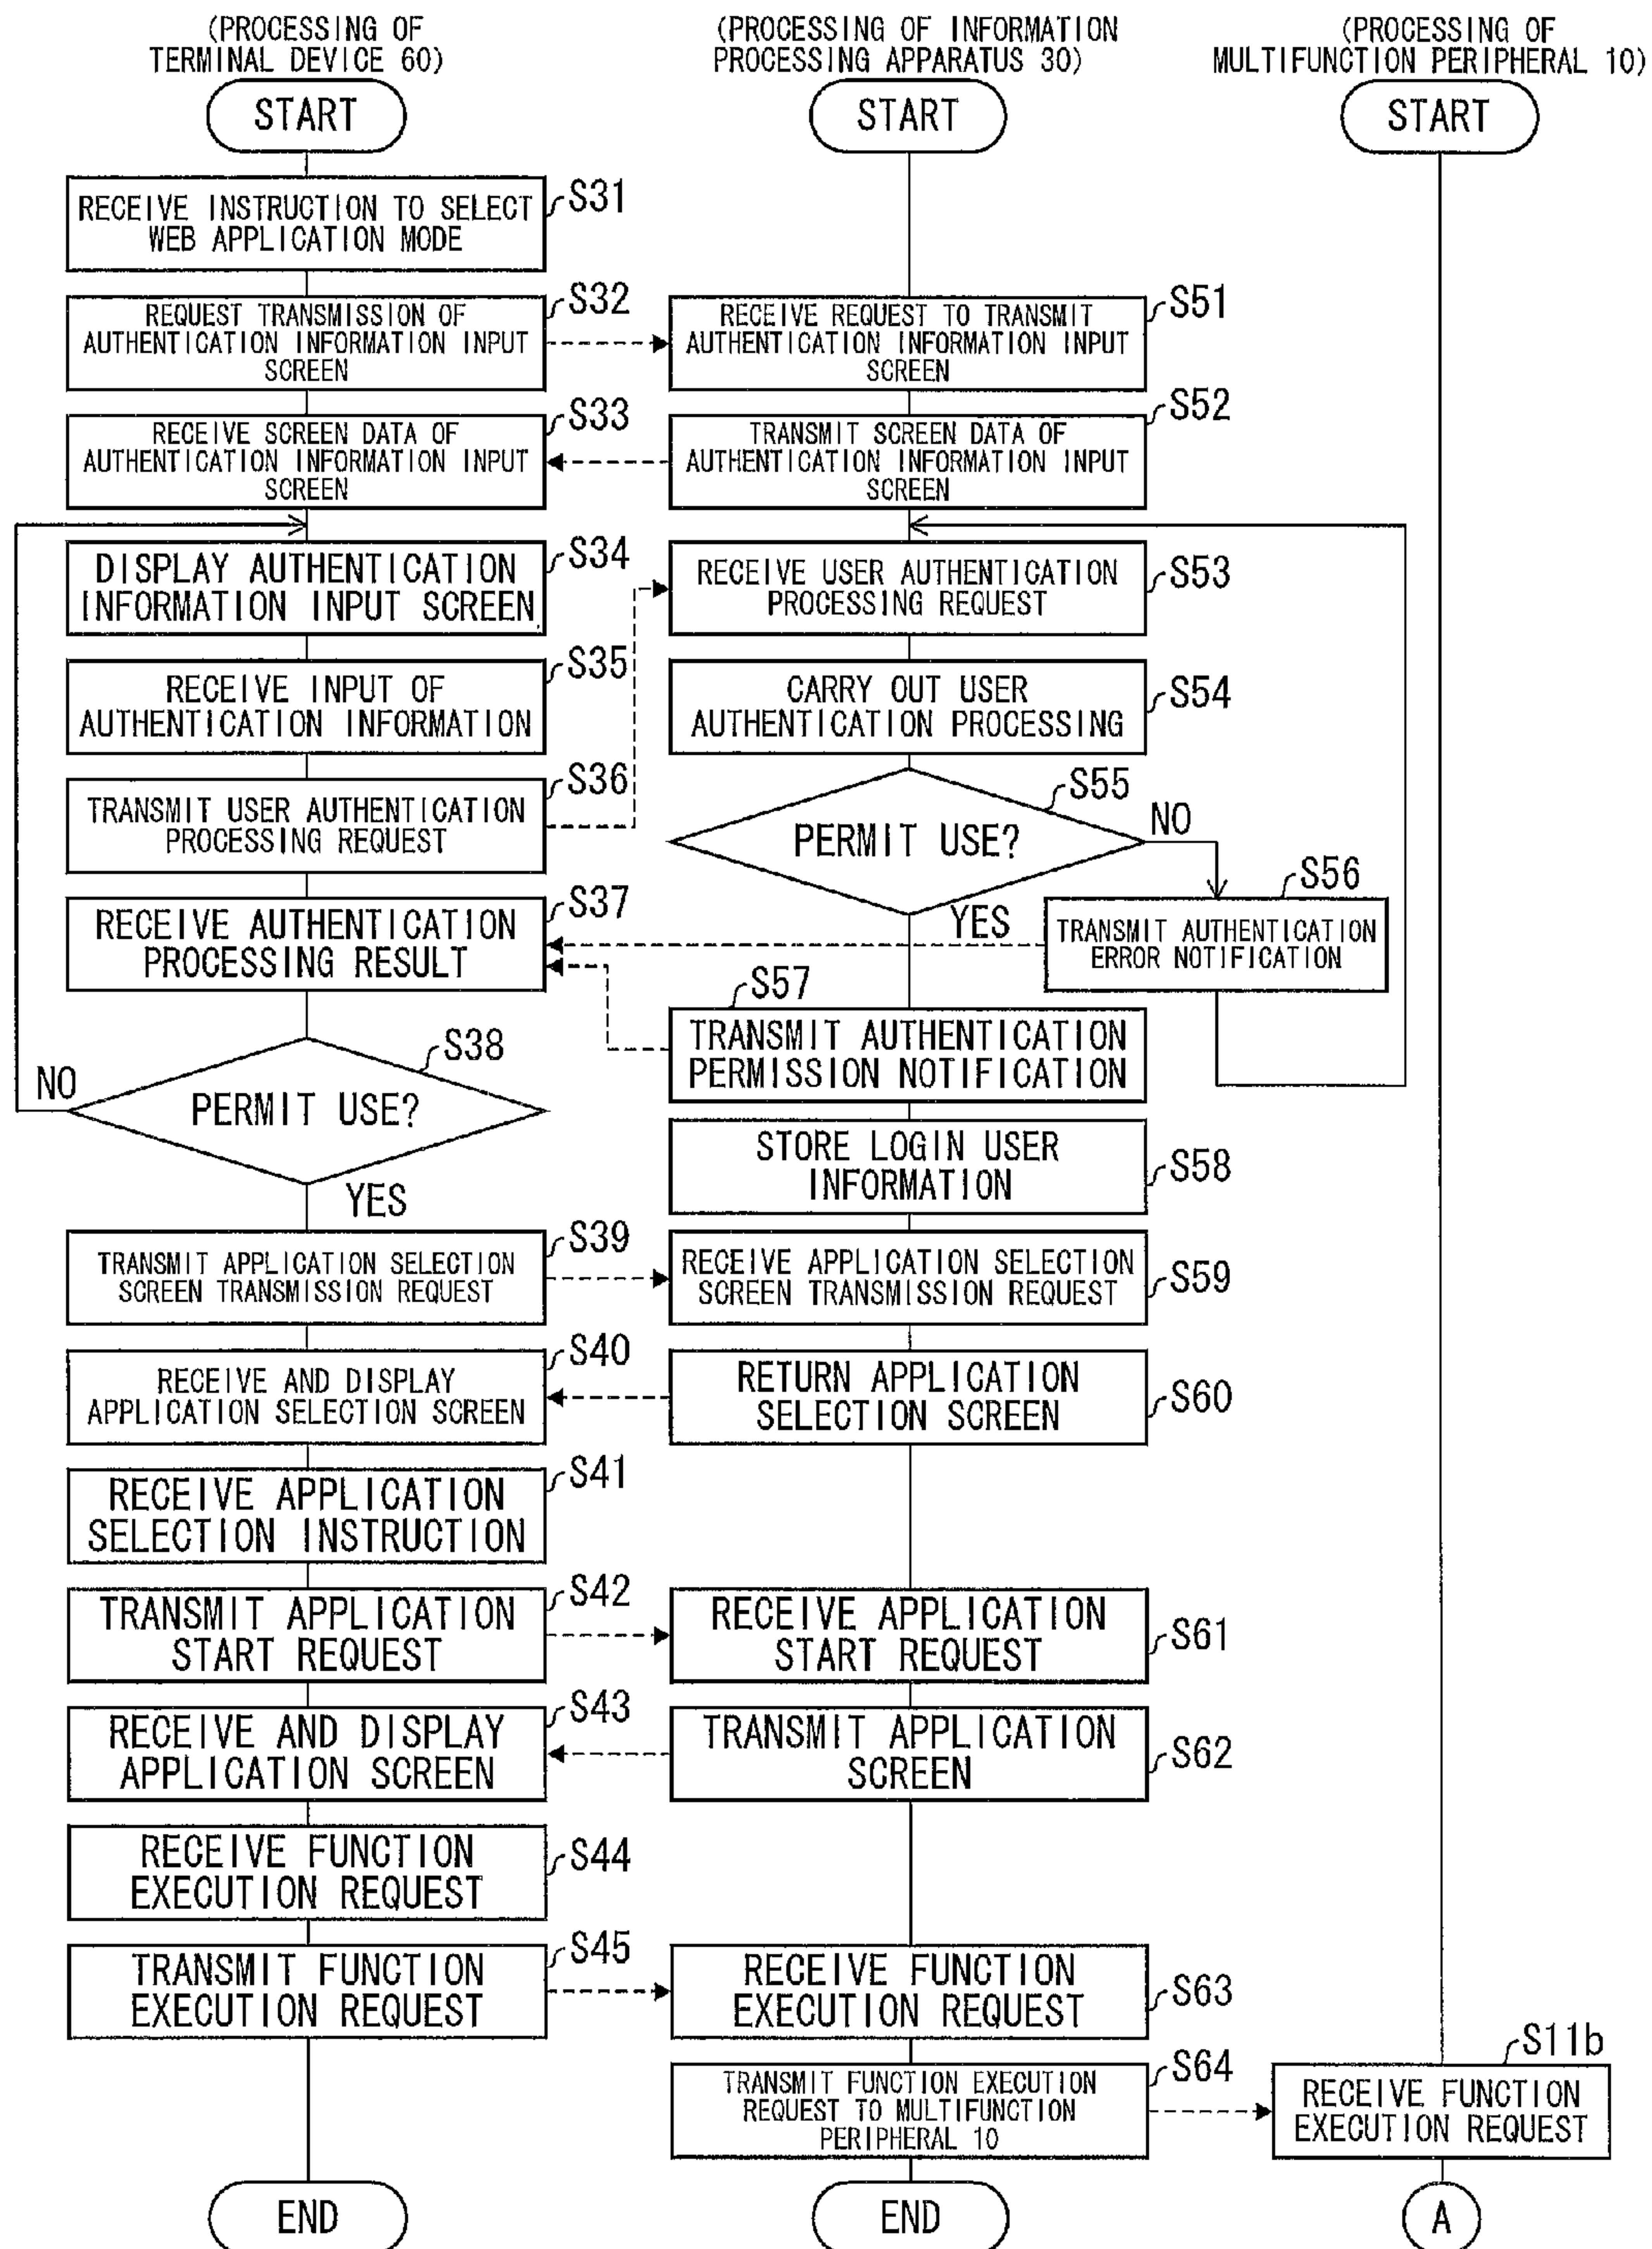 (PROCESSING OF
TERMINAL DEVICE 60)
(PROCESSING OF INFORMATION
PROCESSING APPARATUS 30)
(PROCESSING OF
MULTIFUNCTION PERIPHERAL 10)
START
START
START
S31
RECEIVE INSTRUCTION TO SELECT
WEB APPLICATION MODE
S32
REQUEST TRANSMISSION OF
AUTHENTICATION INFORMATION INPUT
SCREEN
S51
RECEIVE REQUEST TO TRANSMIT
AUTHENTICATION INFORMATION INPUT
SCREEN
S33
RECEIVE SCREEN DATA OF
AUTHENTICATION INFORMATION INPUT
SCREEN
S52
TRANSMIT SCREEN DATA OF
AUTHENTICATION INFORMATION INPUT
SCREEN
S34
DISPLAY AUTHENTICATION
INFORMATION INPUT SCREEN
S53
RECEIVE USER AUTHENTICATION
PROCESSING REQUEST
S35
RECEIVE INPUT OF
AUTHENTICATION INFORMATION
S54
CARRY OUT USER
AUTHENTICATION PROCESSING
S36
TRANSMIT USER AUTHENTICATION
PROCESSING REQUEST
S55
PERMIT USE?
NO
YES
S56
TRANSMIT AUTHENTICATION
ERROR NOTIFICATION
S37
RECEIVE AUTHENTICATION
PROCESSING RESULT
S57
TRANSMIT AUTHENTICATION
PERMISSION NOTIFICATION
S38
NO
PERMIT USE?
YES
STORE LOGIN USER
INFORMATION
S58
S39
TRANSMIT APPLICATION SELECTION
SCREEN TRANSMISSION REQUEST
RECEIVE APPLICATION SELECTION
SCREEN TRANSMISSION REQUEST
S59
S40
RECEIVE AND DISPLAY
APPLICATION SELECTION SCREEN
RETURN APPLICATION
SELECTION SCREEN
S60
S41
RECEIVE APPLICATION
SELECTION INSTRUCTION
S42
TRANSMIT APPLICATION
START REQUEST
RECEIVE APPLICATION
START REQUEST
S61
S43
RECEIVE AND DISPLAY
APPLICATION SCREEN
TRANSMIT APPLICATION
SCREEN
S62
RECEIVE FUNCTION
EXECUTION REQUEST
S44
S45
TRANSMIT FUNCTION
EXECUTION REQUEST
RECEIVE FUNCTION
EXECUTION REQUEST
S63
S64
TRANSMIT FUNCTION EXECUTION
REQUEST TO MULTIFUNCTION
PERIPHERAL 10
S11b
RECEIVE FUNCTION
EXECUTION REQUEST
END
END
A